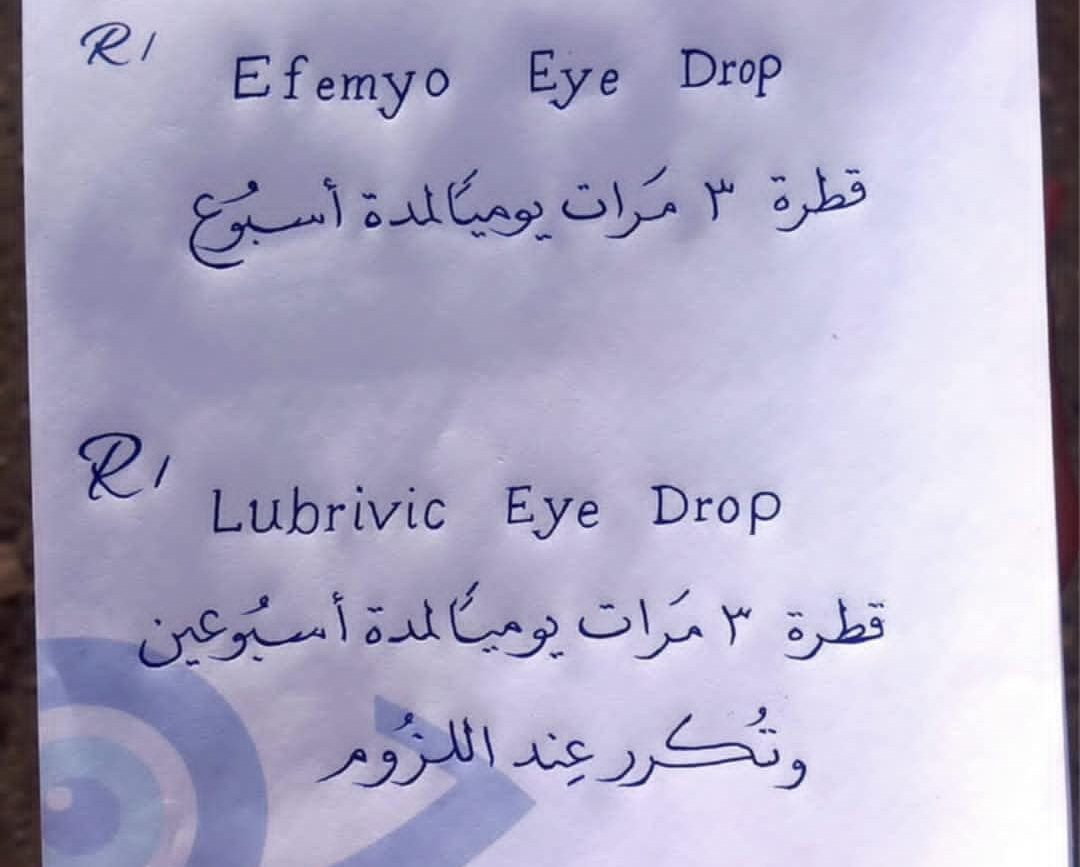 R/ Efemyo Eye Drop
قطرة ٣ مَرات يوميًا لمدة أسبُوع
R/ Lubrivic Eye Drop
قطرة ٣ مَرات يوميًا لمدة أسبُوعين
وتُكرر عِند اللزُوم